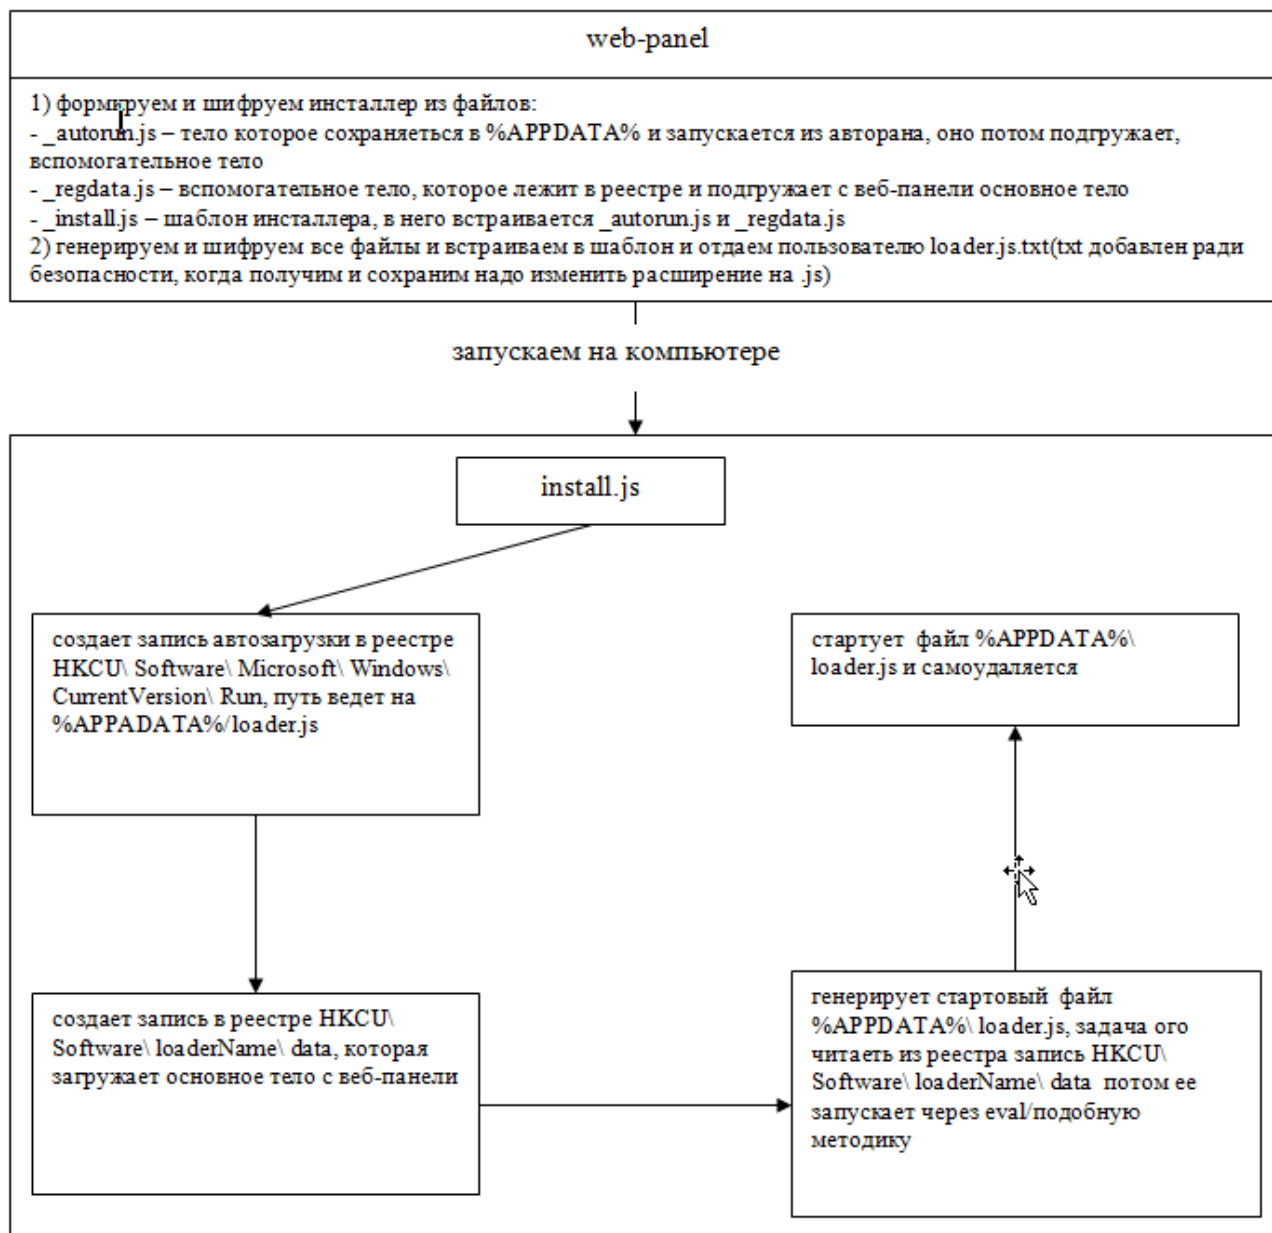 web-panel
1) формируем и шифруем инсталлер из файлов:
- _autorun.js – тело которое сохраняеться в %APPDATA% и запускается из авторана, оно потом подгружает,
вспомогательное тело
- _regdata.js – вспомогательное тело, которое лежит в реестре и подгружает с веб-панели основное тело
- _install.js – шаблон инсталлера, в него встраивается _autorun.js и _regdata.js
2) генерируем и шифруем все файлы и встраиваем в шаблон и отдаем пользователю loader.js.txt(txt добавлен ради
безопасности, когда получим и сохраним надо изменить расширение на .js)
запускаем на компьютере
install.js
создает запись автозагрузки в реестре
HKCU\ Software\ Microsoft\ Windows\
CurrentVersion\ Run, путь ведет на
%APPADATA%/loader.js
стартует файл %APPDATA%\
loader.js и самоудаляется
создает запись в реестре HKCU\
Software\ loaderName\ data, которая
загружает основное тело с веб-панели
генерирует стартовый файл
%APPDATA%\ loader.js, задача ого
читаеть из реестра запись HKCU\
Software\ loaderName\ data потом ее
запускает через eval/подобную
методику